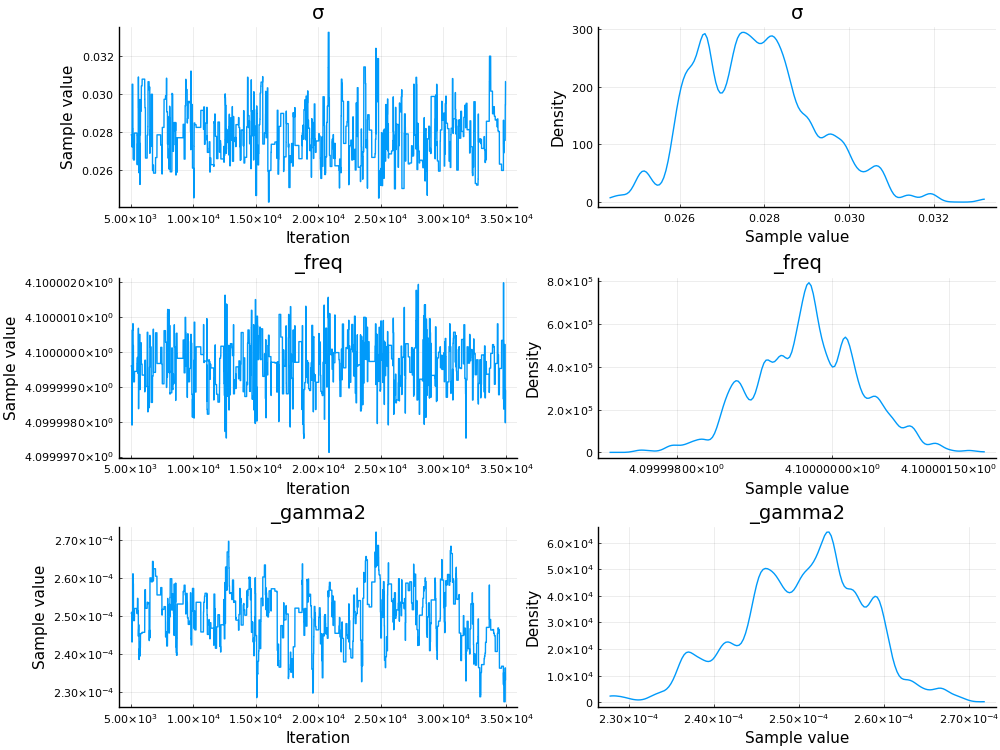 σ
Sample value
0.032
0.030
0.028
0.026
5.00×10³ 1.00×10⁴ 1.50×10⁴ 2.00×10⁴ 2.50×10⁴ 3.00×10⁴ 3.50×10⁴
Iteration
σ
Density
300
200
100
0
0.026 0.028 0.030 0.032
Sample value
_freq
Sample value
4.1000020×10⁰
4.1000010×10⁰
4.1000000×10⁰
4.0999990×10⁰
4.0999980×10⁰
4.0999970×10⁰
5.00×10³ 1.00×10⁴ 1.50×10⁴ 2.00×10⁴ 2.50×10⁴ 3.00×10⁴ 3.50×10⁴
Iteration
_freq
Density
8.0×10⁵
6.0×10⁵
4.0×10⁵
2.0×10⁵
0
4.09999800×10⁰ 4.10000000×10⁰ 4.10000150×10⁰
Sample value
_gamma2
Sample value
2.70×10⁻⁴
2.60×10⁻⁴
2.50×10⁻⁴
2.40×10⁻⁴
2.30×10⁻⁴
5.00×10³ 1.00×10⁴ 1.50×10⁴ 2.00×10⁴ 2.50×10⁴ 3.00×10⁴ 3.50×10⁴
Iteration
_gamma2
Density
6.0×10⁴
5.0×10⁴
4.0×10⁴
3.0×10⁴
2.0×10⁴
1.0×10⁴
0
2.30×10⁻⁴ 2.40×10⁻⁴ 2.50×10⁻⁴ 2.60×10⁻⁴ 2.70×10⁻⁴
Sample value